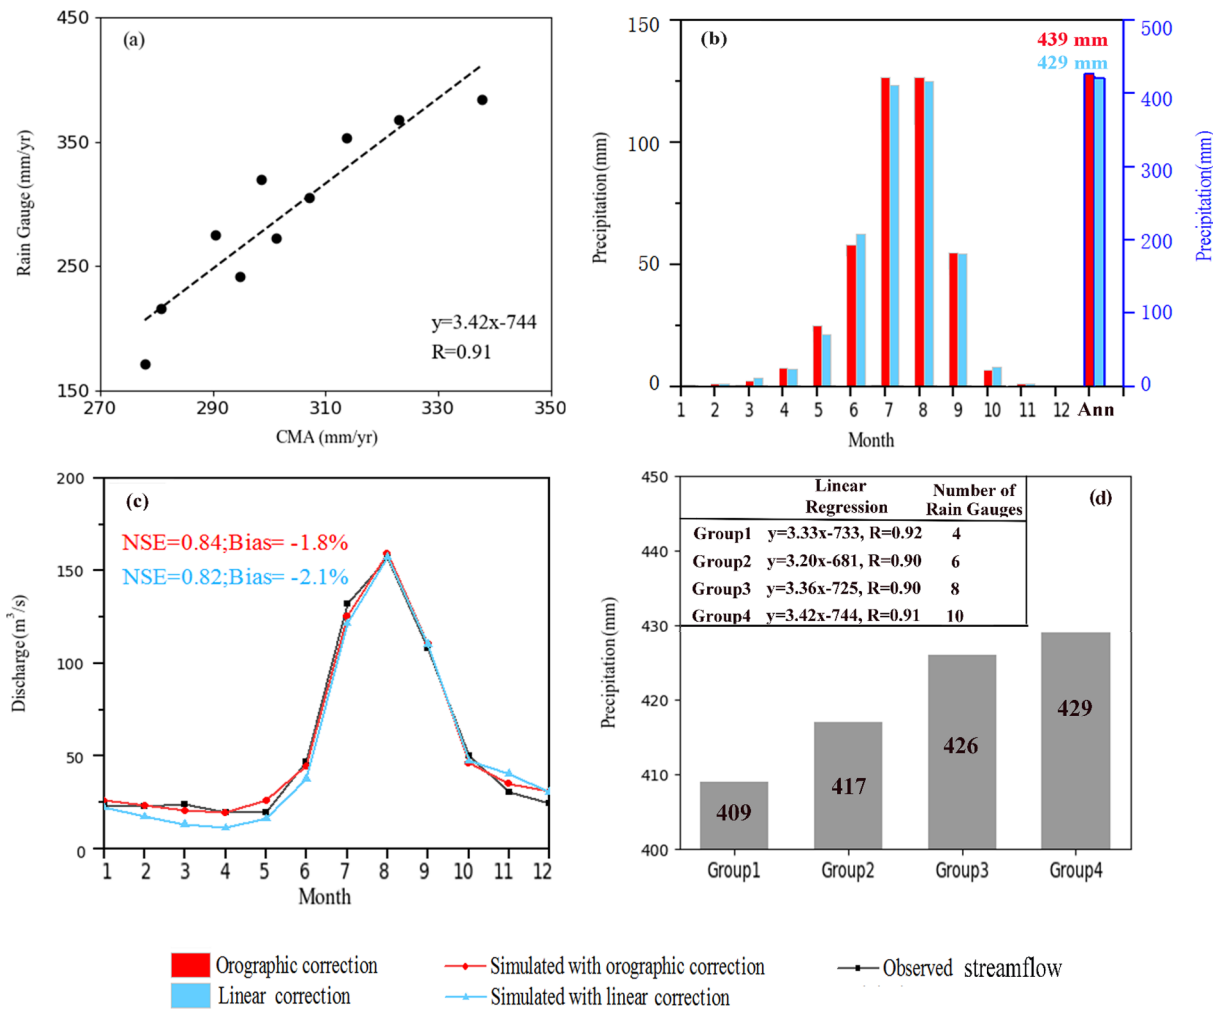 450
350
250
150
270
290
310
330
350
Rain Gauge (mm/yr)
CMA (mm/yr)
(a)
y=3.42x-744
R=0.91
150
100
50
0
Precipitation(mm)
(b)
439 mm
429 mm
500
400
300
200
100
0
Precipitation(mm)
1 2 3 4 5 6 7 8 9 10 11 12 Ann
Month
200
150
100
50
0
Discharge(m³/s)
(c)
NSE=0.84;Bias= -1.8%
NSE=0.82;Bias= -2.1%
1 2 3 4 5 6 7 8 9 10 11 12
Month
450
440
430
420
410
400
Precipitation(mm)
(d)
Linear Regression
Number of Rain Gauges
Group1 y=3.33x-733, R=0.92 4
Group2 y=3.20x-681, R=0.90 6
Group3 y=3.36x-725, R=0.90 8
Group4 y=3.42x-744, R=0.91 10
409
417
426
429
Group1 Group2 Group3 Group4
Orographic correction
Simulated with orographic correction
Observed streamflow
Linear correction
Simulated with linear correction